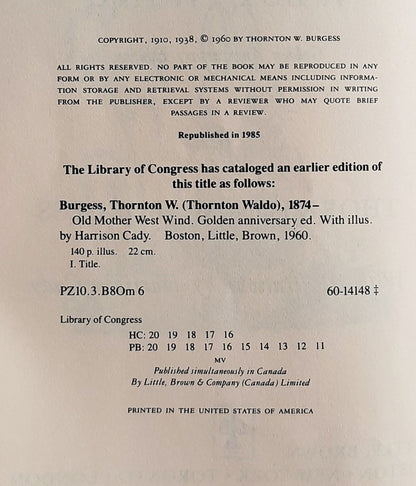 COPYRIGHT, 1910, 1938, © 1960 BY THORNTON W. BURGESS
ALL RIGHTS RESERVED. NO PART OF THE BOOK MAY BE REPRODUCED IN ANY
FORM OR BY ANY ELECTRONIC OR MECHANICAL MEANS INCLUDING INFORMA-
TION STORAGE AND RETRIEVAL SYSTEMS WITHOUT PERMISSION IN WRITING
FROM THE PUBLISHER, EXCEPT BY A REVIEWER WHO MAY QUOTE BRIEF
PASSAGES IN A REVIEW.
Republished in 1985
The Library of Congress has cataloged an earlier edition of
this title as follows:
Burgess, Thornton W. (Thornton Waldo), 1874–
Old Mother West Wind. Golden anniversary ed. With illus.
by Harrison Cady. Boston, Little, Brown, 1960.
140 p. illus. 22 cm.
I. Title.
PZ10.3.B8Om 6 60-14148 ‡
Library of Congress
HC: 20 19 18 17 16
PB: 20 19 18 17 16 15 14 13 12 11
MV
Published simultaneously in Canada
By Little, Brown & Company (Canada) Limited
PRINTED IN THE UNITED STATES OF AMERICA